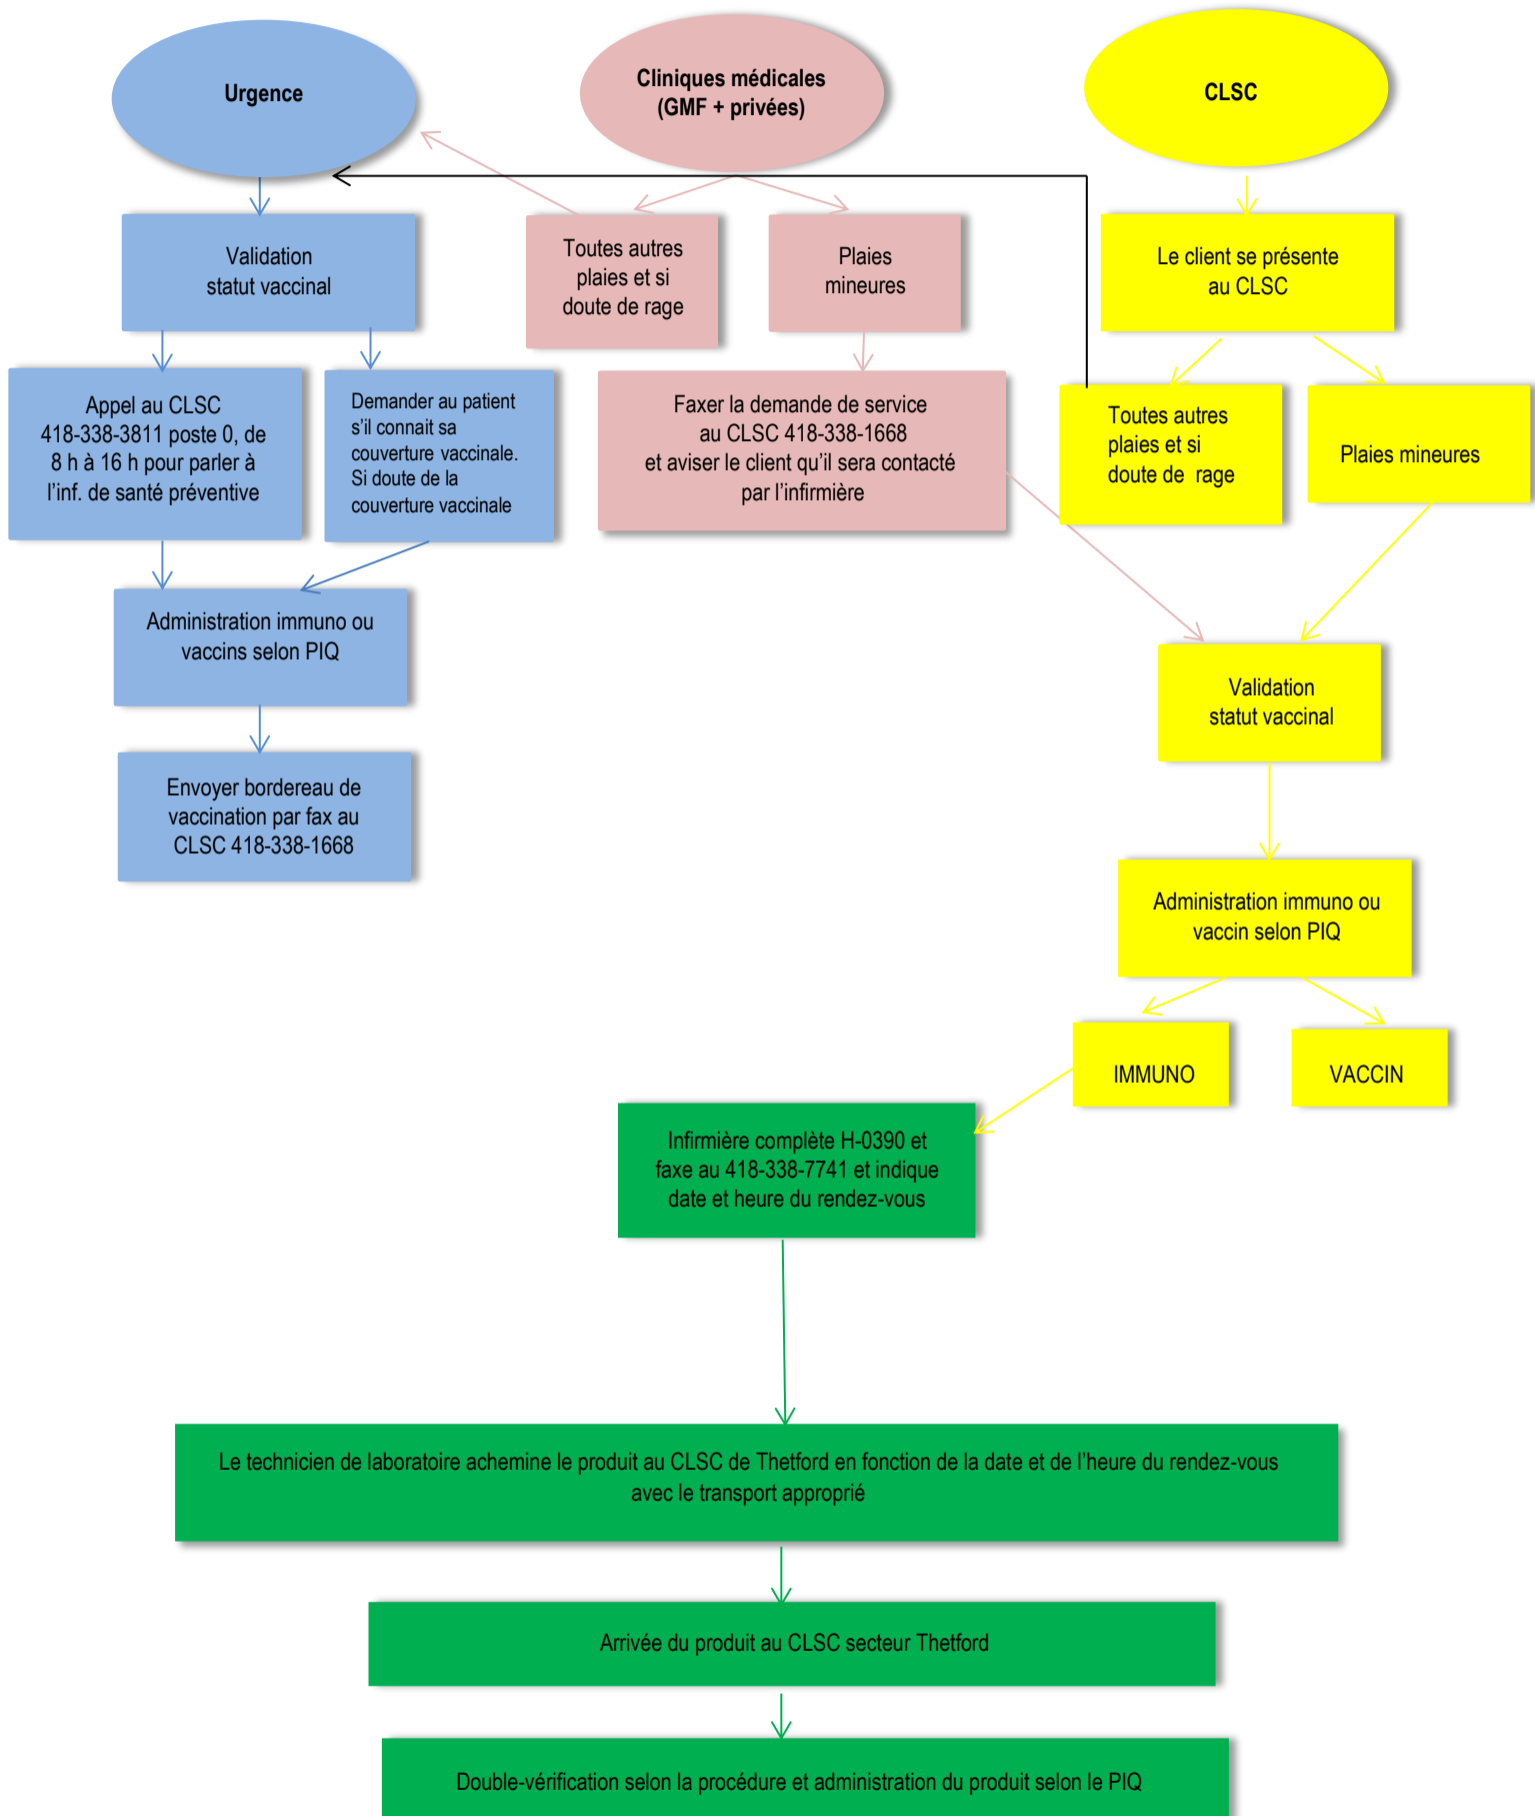 Urgence
Cliniques médicales
(GMF + privées)
CLSC
Validation
statut vaccinal
Toutes autres
plaies et si
doute de rage
Plaies
mineures
Le client se présente
au CLSC
Appel au CLSC
418-338-3811 poste 0, de
8 h à 16 h pour parler à
l’inf. de santé préventive
Demander au patient
s’il connait sa
couverture vaccinale.
Si doute de la
couverture vaccinale
Faxer la demande de service
au CLSC 418-338-1668
et aviser le client qu’il sera contacté
par l’infirmière
Toutes autres
plaies et si
doute de  rage
Plaies mineures
Administration immuno ou
vaccins selon PIQ
Validation
statut vaccinal
Envoyer bordereau de
vaccination par fax au
CLSC 418-338-1668
Administration immuno ou
vaccin selon PIQ
IMMUNO
VACCIN
Infirmière complète H-0390 et
faxe au 418-338-7741 et indique
date et heure du rendez-vous
Le technicien de laboratoire achemine le produit au CLSC de Thetford en fonction de la date et de l’heure du rendez-vous
avec le transport approprié
Arrivée du produit au CLSC secteur Thetford
Double-vérification selon la procédure et administration du produit selon le PIQ